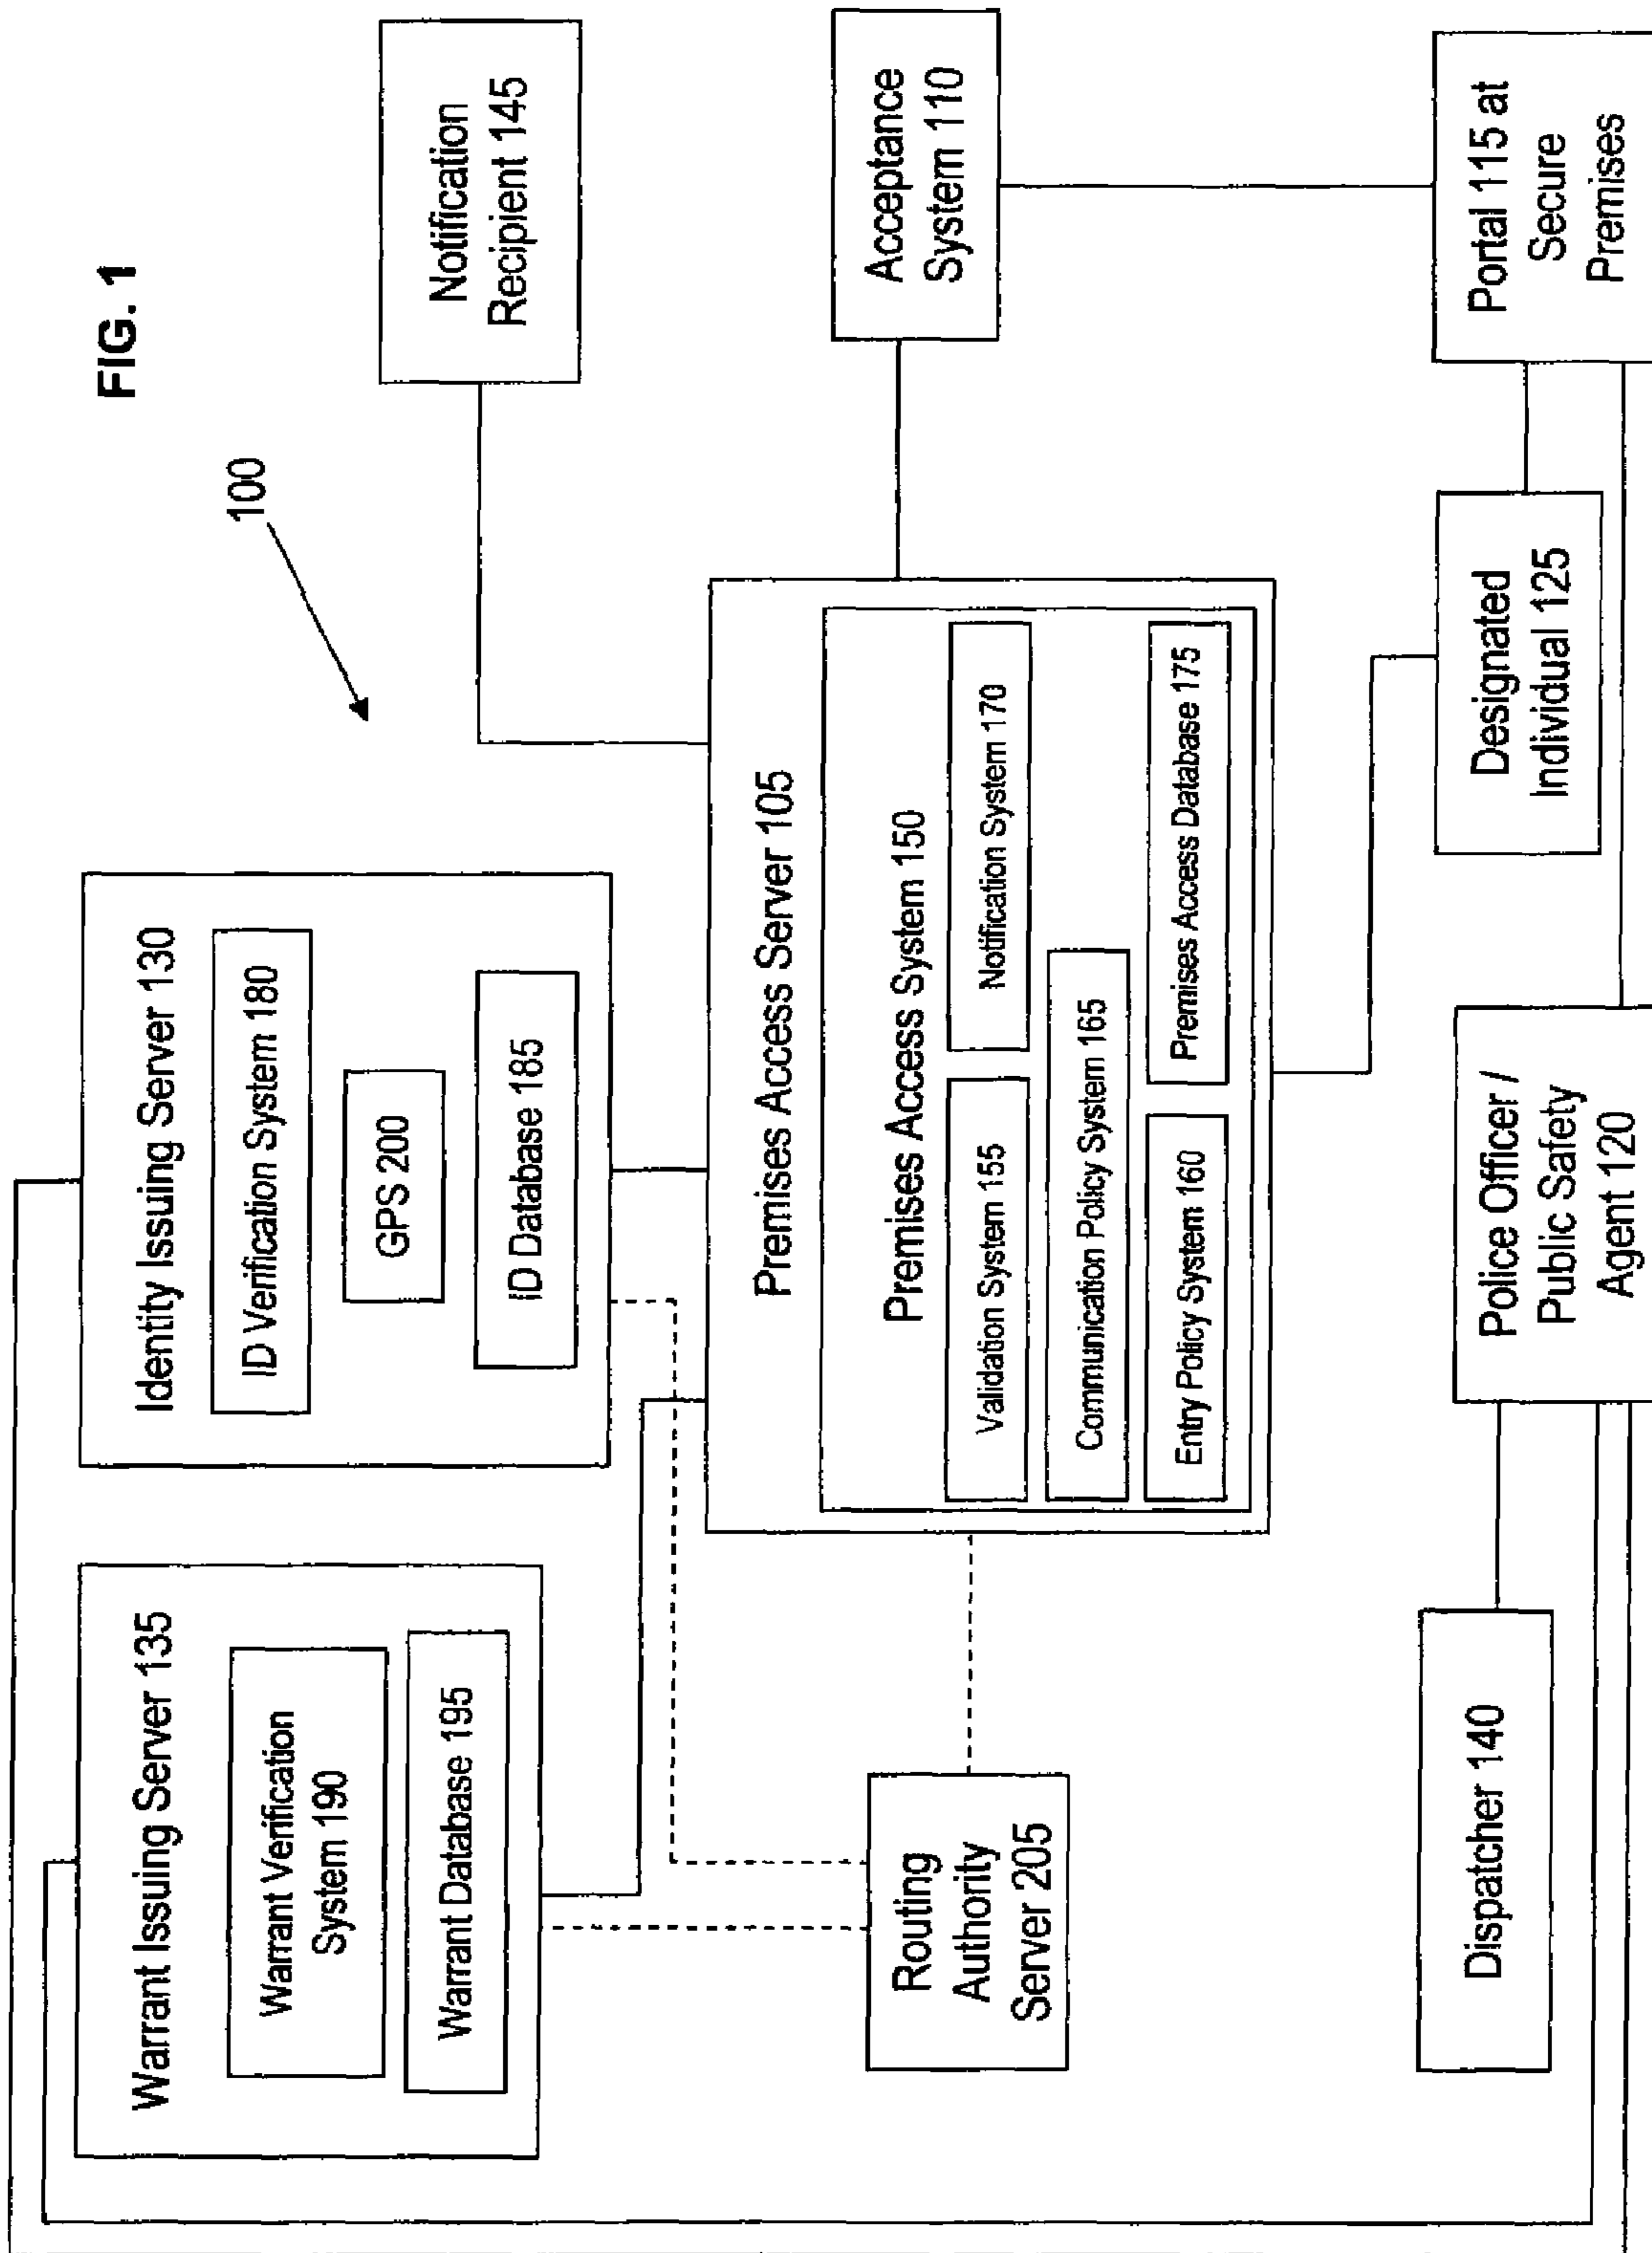 FIG. 1
100
Warrant Issuing Server 135
Warrant Verification
System 190
Warrant Database 195
Identity Issuing Server 130
ID Verification System 180
GPS 200
ID Database 185
Notification
Recipient 145
Routing
Authority
Server 205
Premises Access Server 105
Premises Access System 150
Validation System 155
Notification System 170
Communication Policy System 165
Entry Policy System 160
Premises Access Database 175
Acceptance
System 110
Dispatcher 140
Police Officer /
Public Safety
Agent 120
Designated
Individual 125
Portal 115 at
Secure
Premises